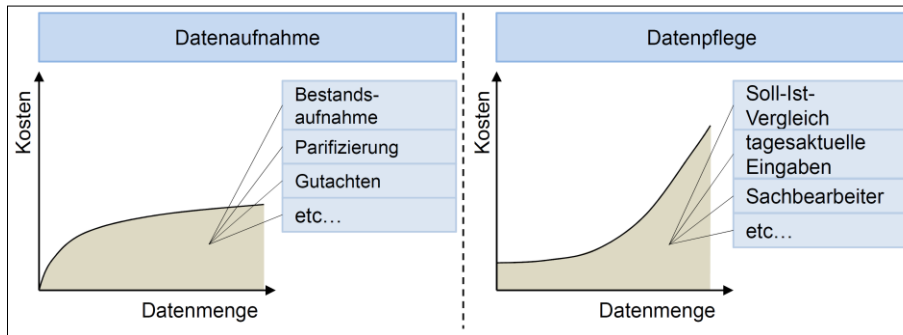 Datenaufnahme
Kosten
Bestands-
aufnahme
Parifizierung
Gutachten
etc…
Datenmenge
Datenpflege
Kosten
Soll-Ist-
Vergleich
tagesaktuelle
Eingaben
Sachbearbeiter
etc…
Datenmenge